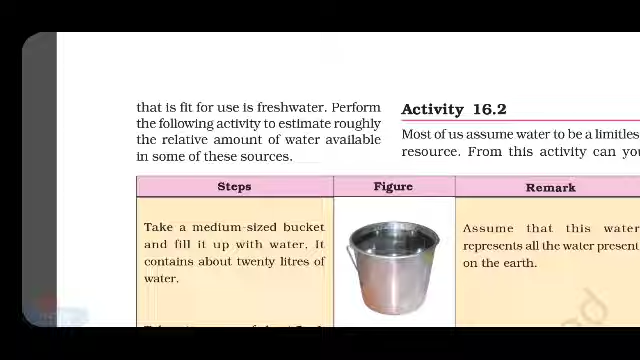 that is fit for use is freshwater. Perform
the following activity to estimate roughly
the relative amount of water available
in some of these sources.
Activity 16.2
Most of us assume water to be a limitless
resource. From this activity can you
Steps
Figure
Remark
Take a medium-sized bucket
and fill it up with water. It
contains about twenty litres of
water.
Assume that this water
represents all the water present
on the earth.